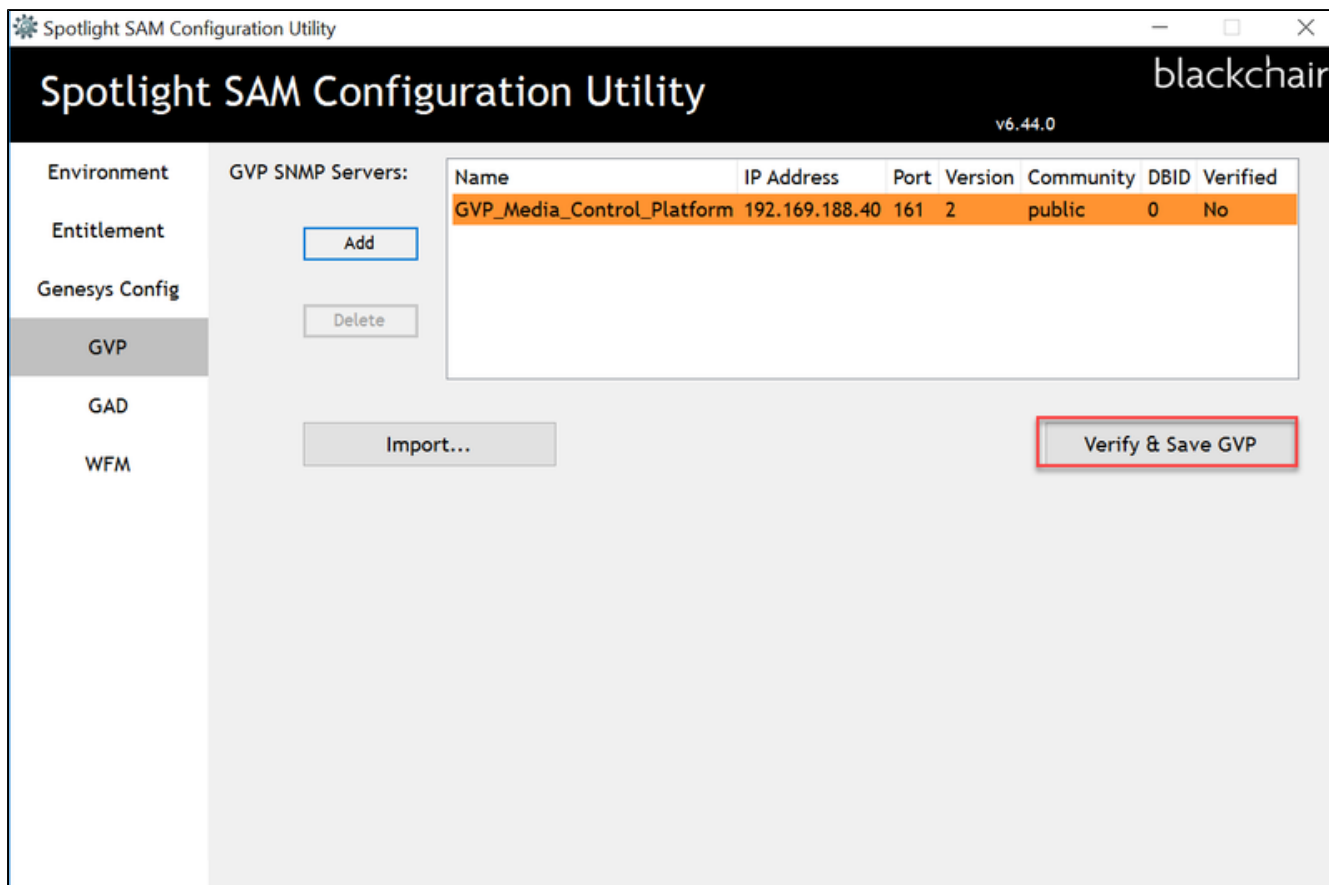 Spotlight SAM Configuration Utility
Spotlight SAM Configuration Utility
blackchair
v6.44.0
Environment
Entitlement
Genesys Config
GVP
GAD
WFM
GVP SNMP Servers:
Add
Delete
Name IP Address Port Version Community DBID Verified
GVP_Media_Control_Platform 192.169.188.40 161 2 public 0 No
Import...
Verify & Save GVP